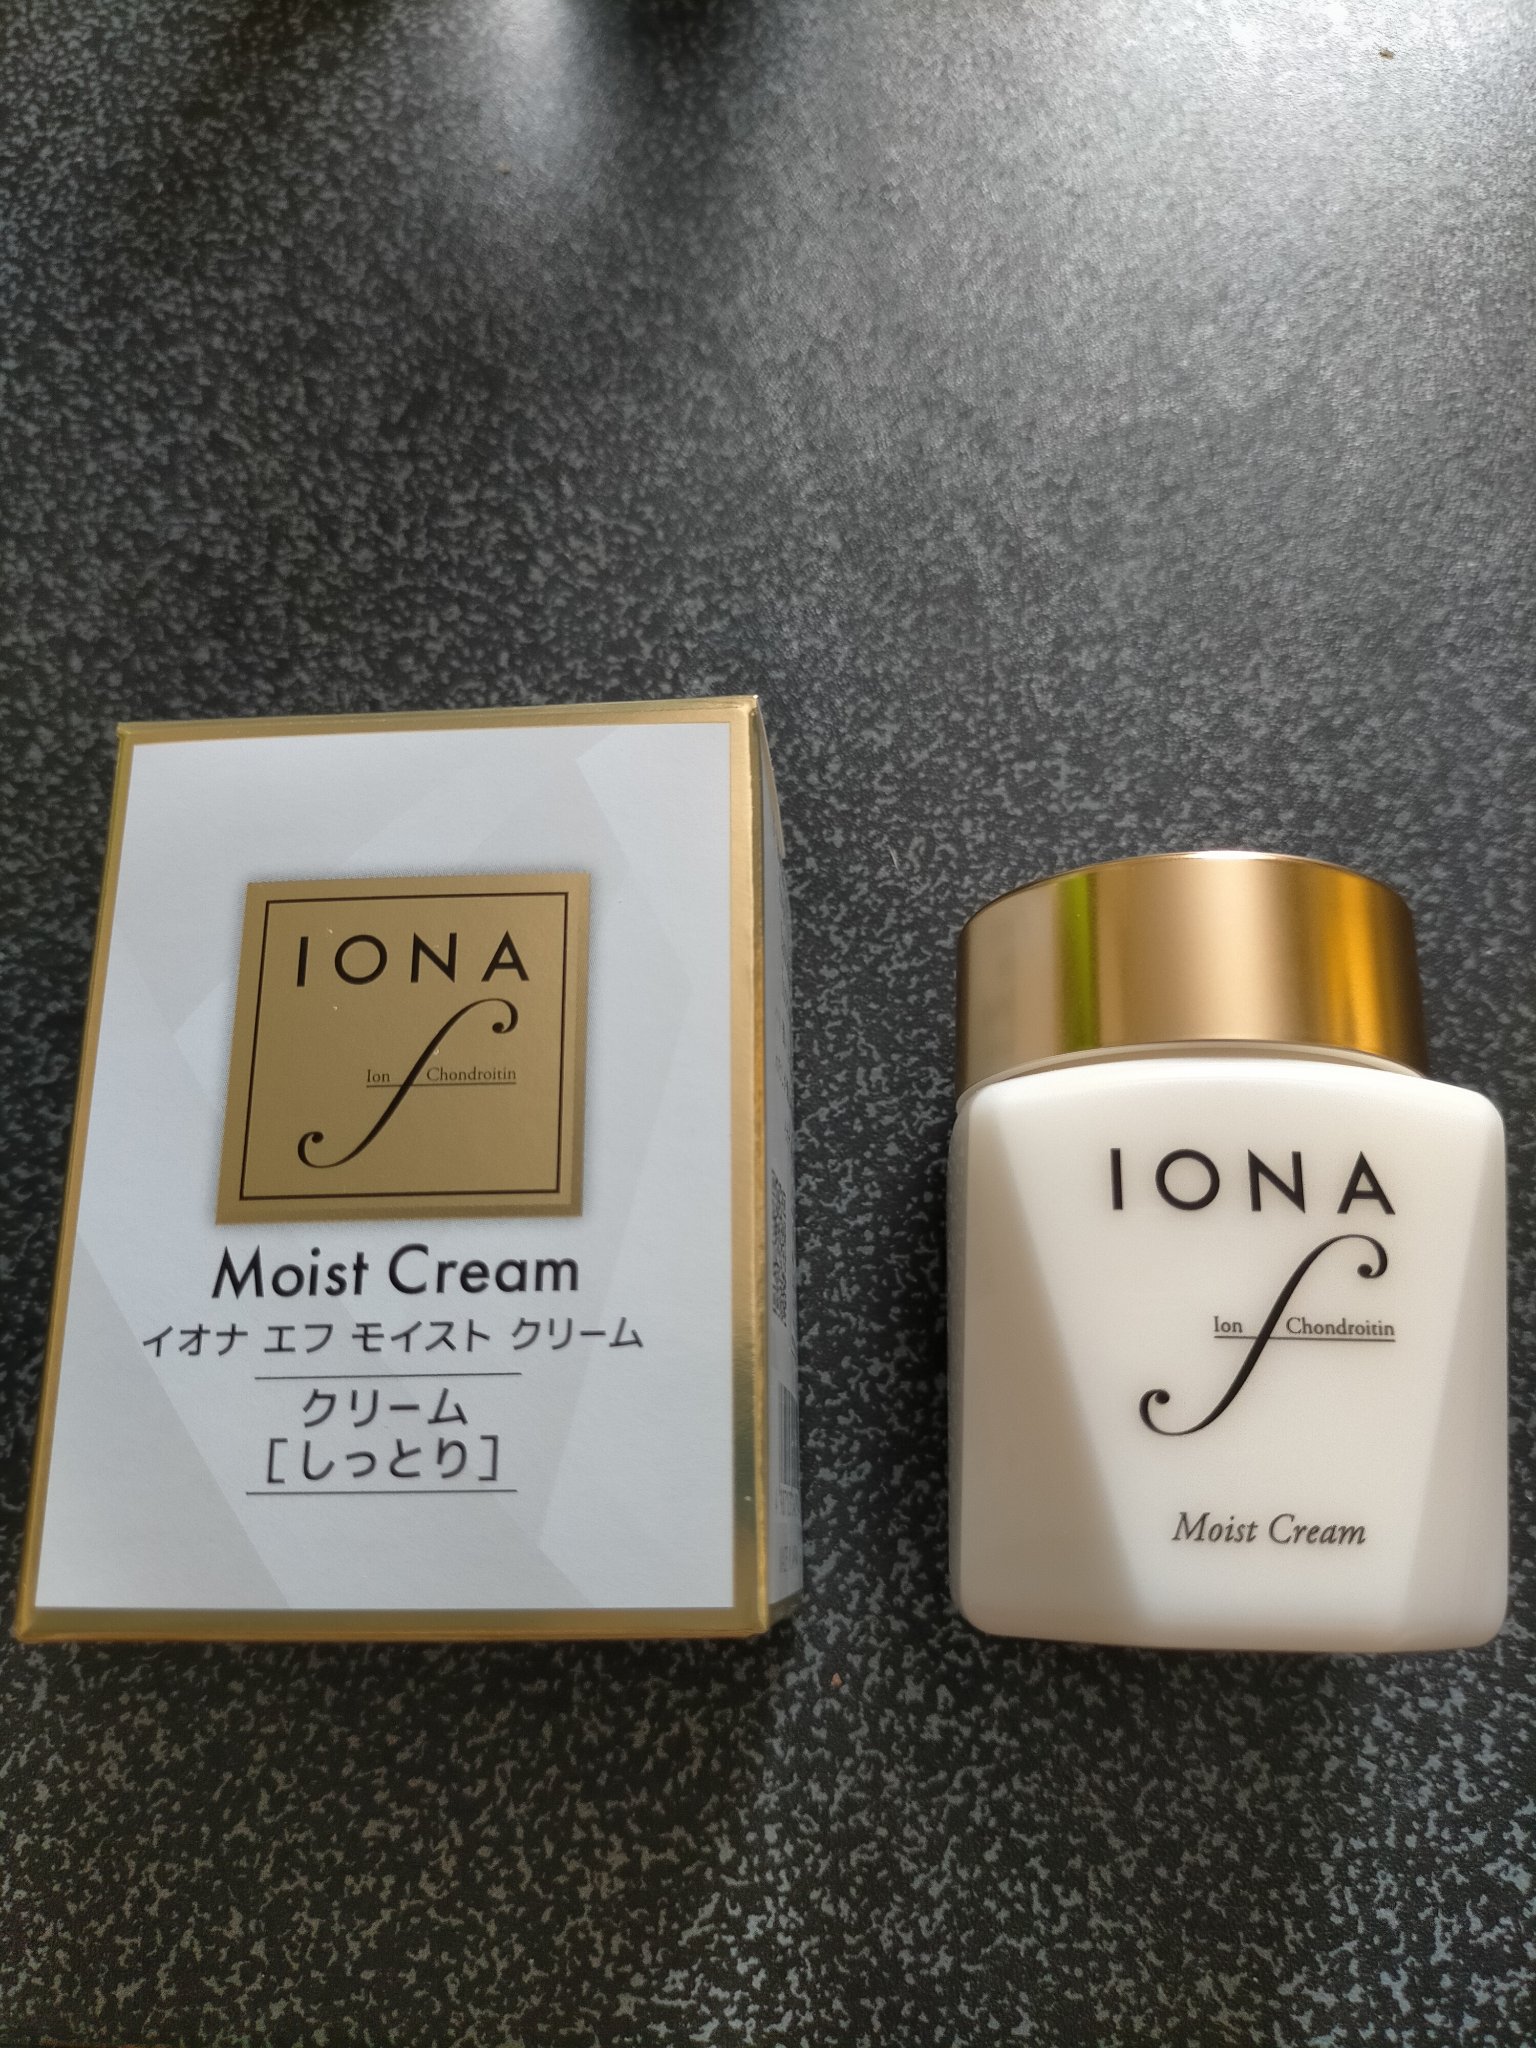 IONA
f
Ion Chondroitin
Moist Cream
イオナ エフ モイスト クリーム
クリーム
[しっとり]
IONA
f
Ion Chondroitin
Moist Cream